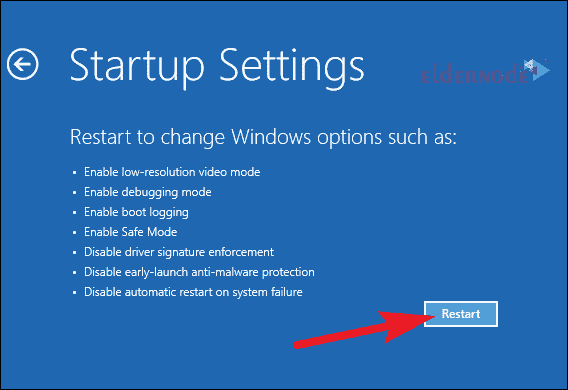 Startup Settings
eldernode
Restart to change Windows options such as:
Enable low-resolution video mode
Enable debugging mode
Enable boot logging
Enable Safe Mode
Disable driver signature enforcement
Disable early-launch anti-malware protection
Disable automatic restart on system failure
Restart